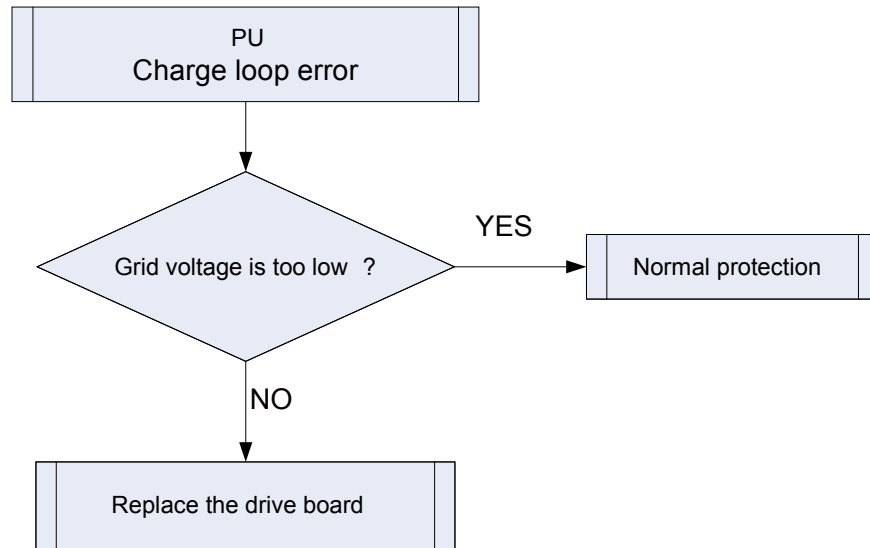 PU
Charge loop error
YES
Grid voltage is too low ?
Normal protection
NO
Replace the drive board